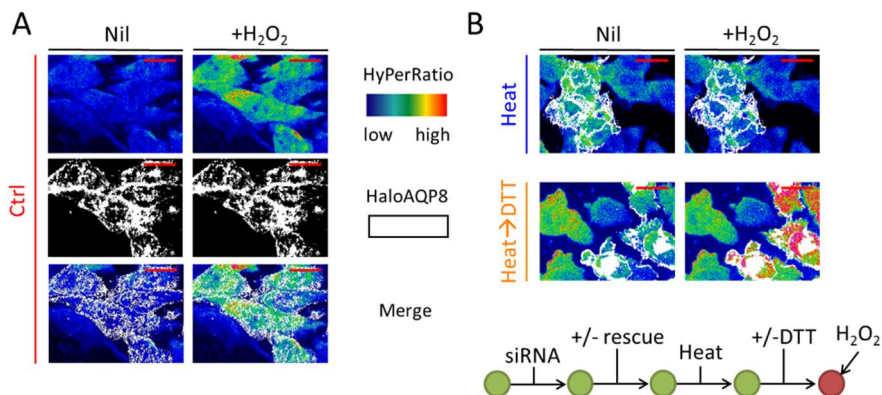 A
Nil
+H₂O₂
Ctrl
HyPerRatio
low high
HaloAQP8
Merge
B
Nil
+H₂O₂
Heat
Heat→DTT
siRNA
+/- rescue
Heat
+/-DTT
H₂O₂